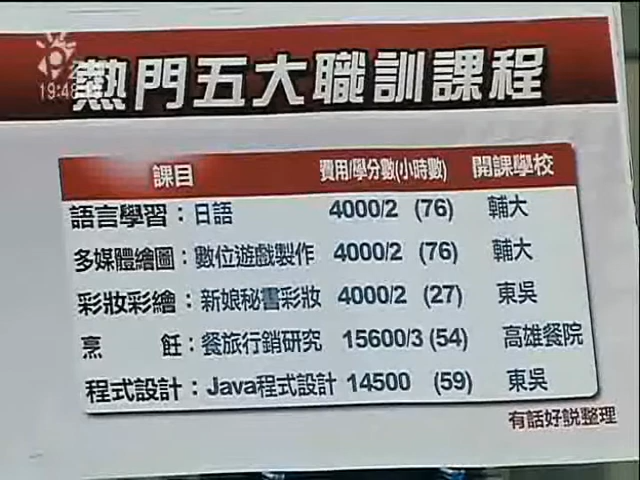 19:48
熱門五大職訓課程
課目 費用/學分數(小時數) 開課學校
語言學習：日語 4000/2 (76) 輔大
多媒體繪圖：數位遊戲製作 4000/2 (76) 輔大
彩妝彩繪：新娘秘書彩妝 4000/2 (27) 東吳
烹飪：餐旅行銷研究 15600/3 (54) 高雄餐院
程式設計：Java程式設計 14500 (59) 東吳
有話好說整理